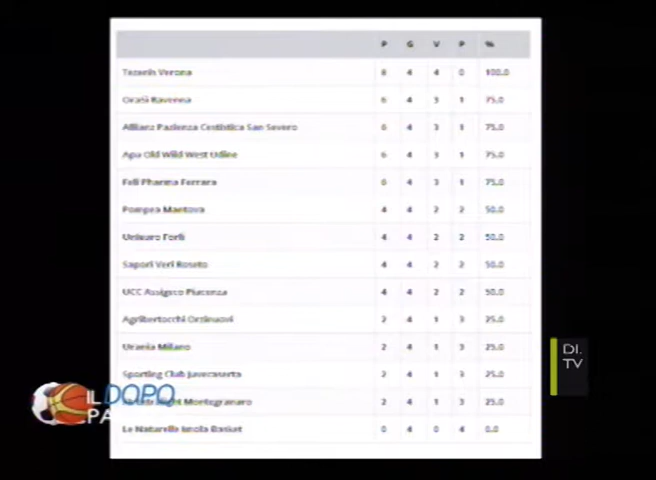 P G V P %
Tezenis Verona 8 4 4 0 100.0
OraSì Ravenna 6 4 3 1 75.0
Allianz Pazienza Cestistica San Severo 6 4 3 1 75.0
Apu Old Wild West Udine 6 4 3 1 75.0
Feli Pharma Ferrara 6 4 3 1 75.0
Pompea Mantova 4 4 2 2 50.0
Unieuro Forlì 4 4 2 2 50.0
Sapori Veri Roseto 4 4 2 2 50.0
UCC Assigeco Piacenza 4 4 2 2 50.0
Agribertocchi Orzinuovi 2 4 1 3 25.0
Urania Milano 2 4 1 3 25.0
Sporting Club Juvecaserta 2 4 1 3 25.0
Montegranaro 2 4 1 3 25.0
Le Naturelle Imola Basket 0 4 0 4 0.0
IL DOPO
PA
DI.
TV